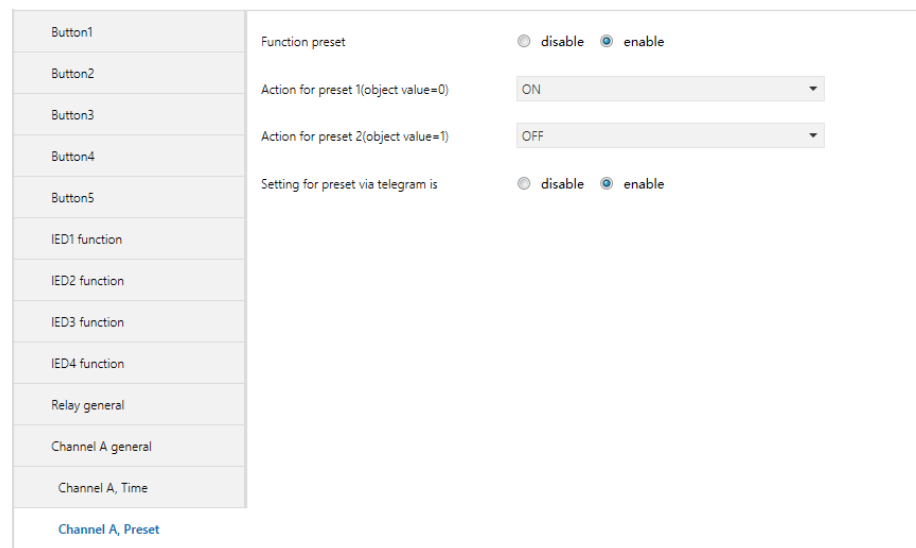 Button1
Button2
Button3
Button4
Button5
IED1 function
IED2 function
IED3 function
IED4 function
Relay general
Channel A general
Channel A, Time
Channel A, Preset
Function preset disable enable
Action for preset 1(object value=0) ON
Action for preset 2(object value=1) OFF
Setting for preset via telegram is disable enable